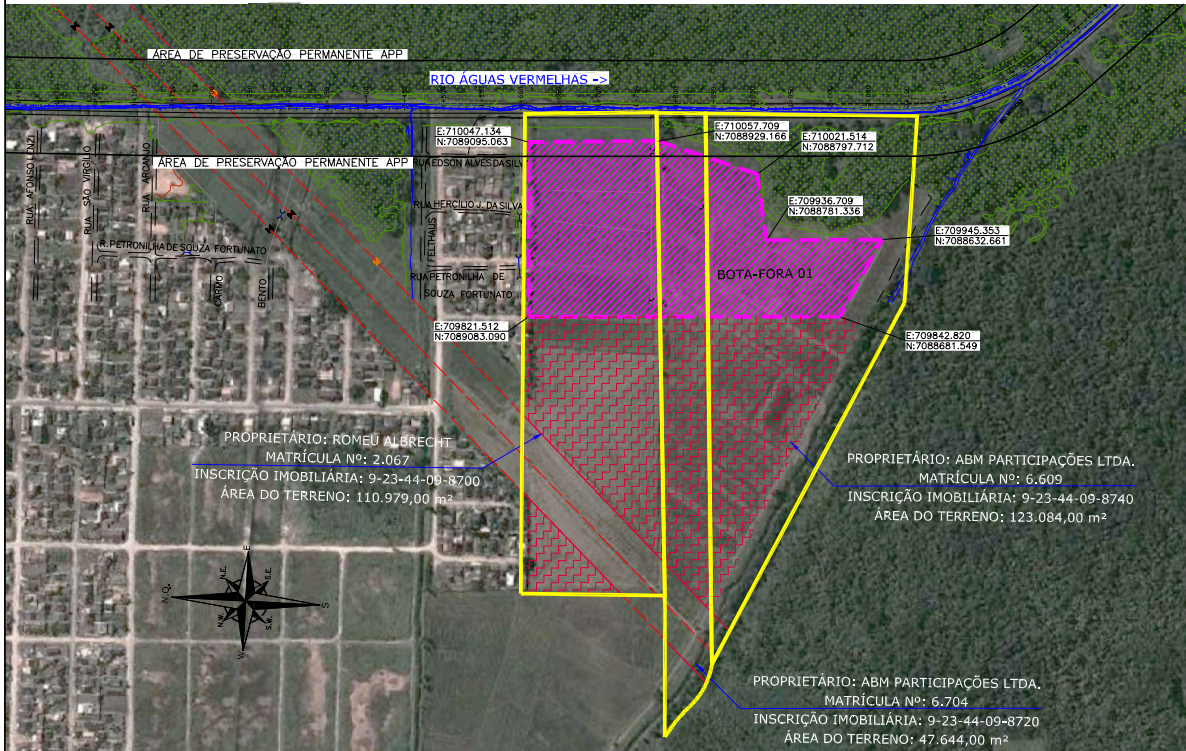 ÁREA DE PRESERVAÇÃO PERMANENTE APP
RIO ÁGUAS VERMELHAS ->
E:710047.134
N:7089095.063
E:710057.709
N:7088929.166
E:710021.514
N:7088797.712
ÁREA DE PRESERVAÇÃO PERMANENTE APP
RUA EDSON ALVES DA SILV
RUA AFONSO LENZI
RUA SÃO VIRGÍLIO
RUA ARCANJO
RUA HERCILIO J. DA SILVA
E:709936.709
N:7088781.336
E:709945.353
N:7088632.661
R. PETRONILHA DE SOUZA FORTUNATO
FELTHAUS
RUA PETRONILHA DE
SOUZA FORTUNATO
CARMO
BENTO
BOTA-FORA 01
E:709821.512
N:7089083.090
E:709842.820
N:7088681.549
PROPRIETÁRIO: ROMEU ALBRECHT
MATRÍCULA Nº: 2.067
INSCRIÇÃO IMOBILIÁRIA: 9-23-44-09-8700
ÁREA DO TERRENO: 110.979,00 m²
PROPRIETÁRIO: ABM PARTICIPAÇÕES LTDA.
MATRÍCULA Nº: 6.609
INSCRIÇÃO IMOBILIÁRIA: 9-23-44-09-8740
ÁREA DO TERRENO: 123.084,00 m²
E
N.E.
S.E.
S
N.W.
S.W.
W
PROPRIETÁRIO: ABM PARTICIPAÇÕES LTDA.
MATRÍCULA Nº: 6.704
INSCRIÇÃO IMOBILIÁRIA: 9-23-44-09-8720
ÁREA DO TERRENO: 47.644,00 m²